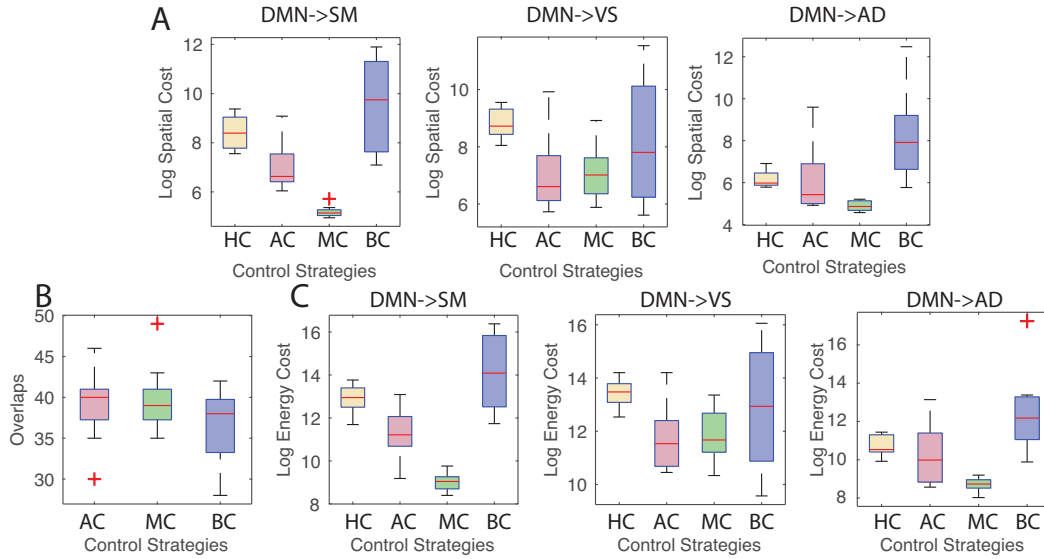 A
DMN->SM
DMN->VS
DMN->AD
Log Spatial Cost
12
10
8
6
HC AC MC BC
Control Strategies
Log Spatial Cost
10
8
6
HC AC MC BC
Control Strategies
Log Spatial Cost
12
10
8
6
4
HC AC MC BC
Control Strategies
B
Overlaps
50
45
40
35
30
AC MC BC
Control Strategies
C
DMN->SM
DMN->VS
DMN->AD
Log Energy Cost
16
14
12
10
8
HC AC MC BC
Control Strategies
Log Energy Cost
16
14
12
10
HC AC MC BC
Control Strategies
Log Energy Cost
16
14
12
10
8
HC AC MC BC
Control Strategies